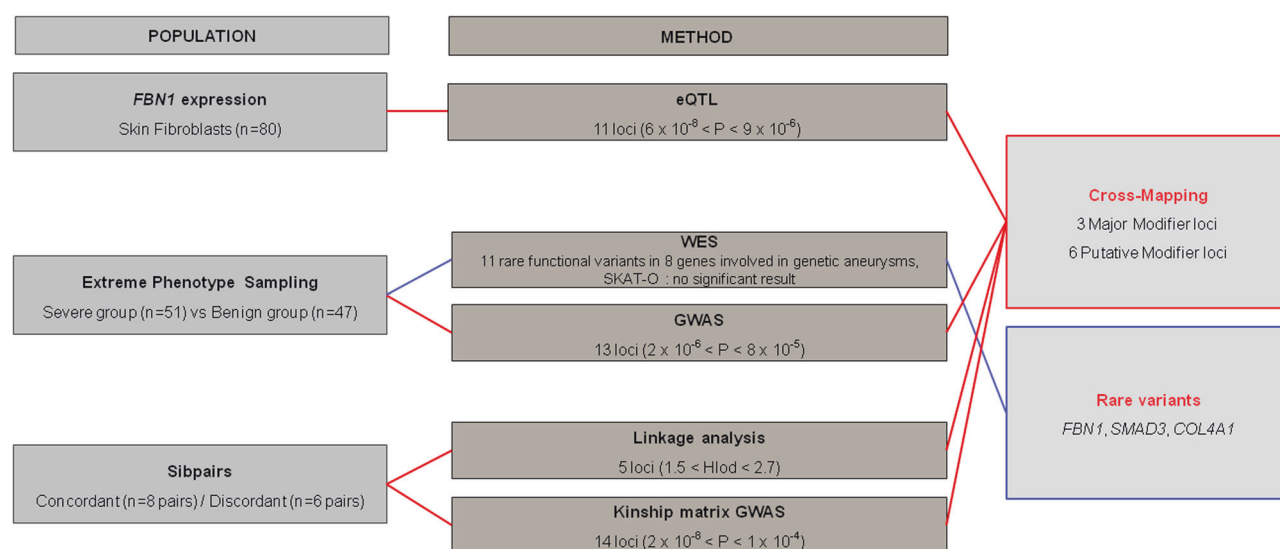 POPULATION
METHOD
FBN1 expression
Skin Fibroblasts (n=80)
eQTL
11 loci (6 x 10⁻⁸ < P < 9 x 10⁻⁶)
Extreme Phenotype Sampling
Severe group (n=51) vs Benign group (n=47)
WES
11 rare functional variants in 8 genes involved in genetic aneurysms,
SKAT-O : no significant result
GWAS
13 loci (2 x 10⁻⁶ < P < 8 x 10⁻⁵)
Sibpairs
Concordant (n=8 pairs) / Discordant (n=6 pairs)
Linkage analysis
5 loci (1.5 < Hlod < 2.7)
Kinship matrix GWAS
14 loci (2 x 10⁻⁸ < P < 1 x 10⁻⁴)
Cross-Mapping
3 Major Modifier loci
6 Putative Modifier loci
Rare variants
FBN1, SMAD3, COL4A1